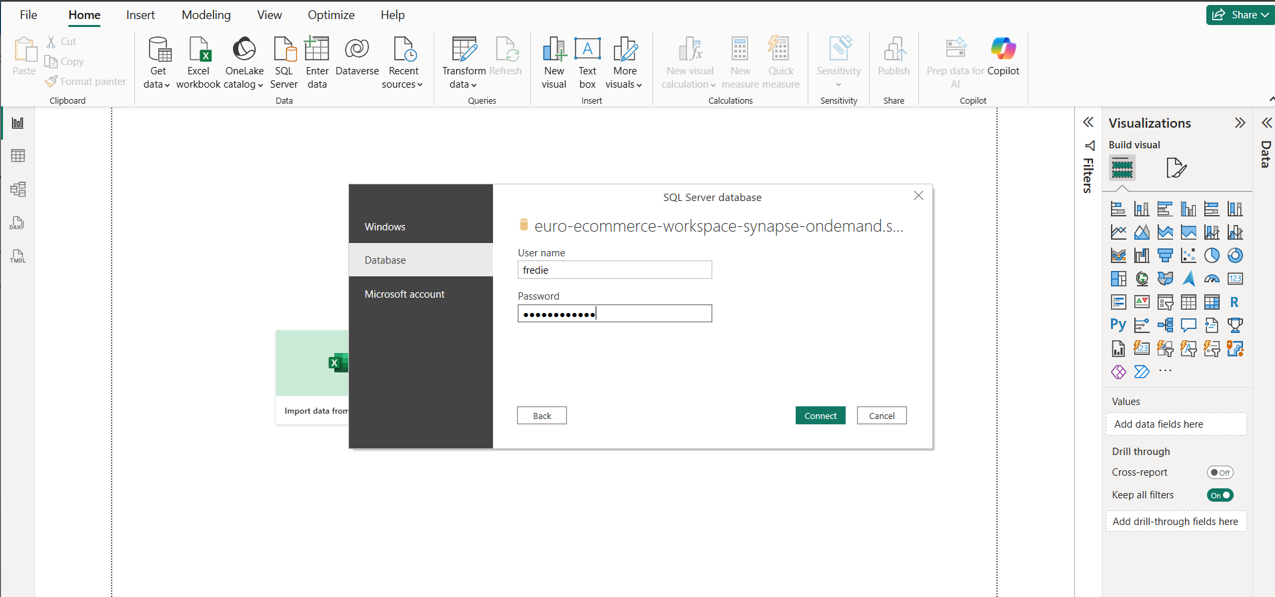 File Home Insert Modeling View Optimize Help
Share
Paste
Cut
Copy
Format painter
Clipboard
Get data
Excel workbook
OneLake catalog
SQL Server
Enter data
Dataverse
Recent sources
Data
Transform data
Refresh
Queries
New visual
Text box
More visuals
Insert
New visual calculation
New measure
Quick measure
Calculations
Sensitivity
Sensitivity
Publish
Share
Prep data for AI
Copilot
Copilot
DAX
TMDL
Import data from
Windows
Database
Microsoft account
SQL Server database
euro-ecommerce-workspace-synapse-ondemand.s...
User name
fredie
Password
●●●●●●●●●●●●
Back
Connect
Cancel
Filters
Visualizations
Build visual
123
R
Py
123
Values
Add data fields here
Drill through
Cross-report
Off
Keep all filters
On
Add drill-through fields here
Data